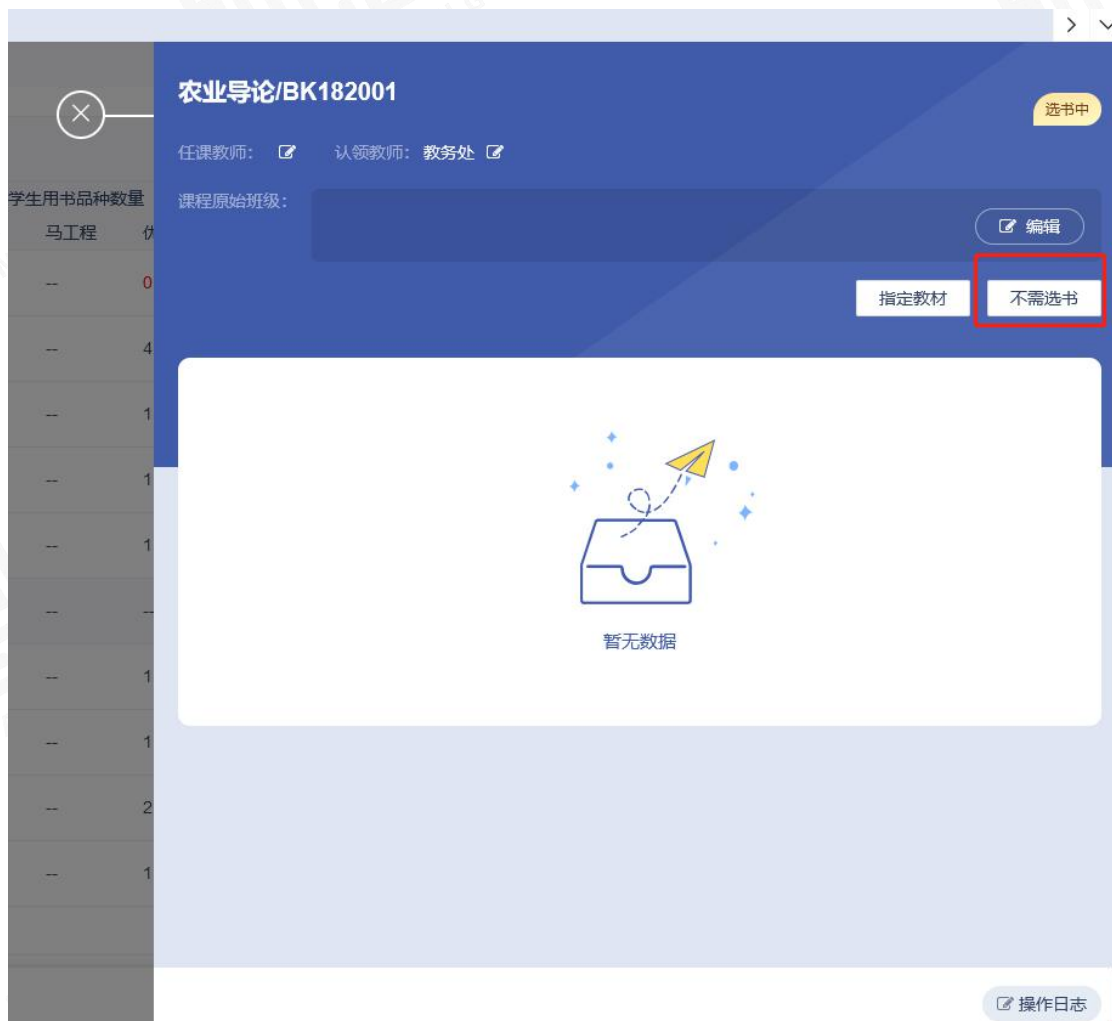 农业导论/BK182001
选书中
任课教师： 认领教师：教务处
学生用书品种数量
课程原始班级：
编辑
马工程
指定教材 不需选书
-- 0
-- 4
-- 1
-- 1
-- 1
-- --
-- 1
-- 1
-- 2
-- 1
暂无数据
操作日志